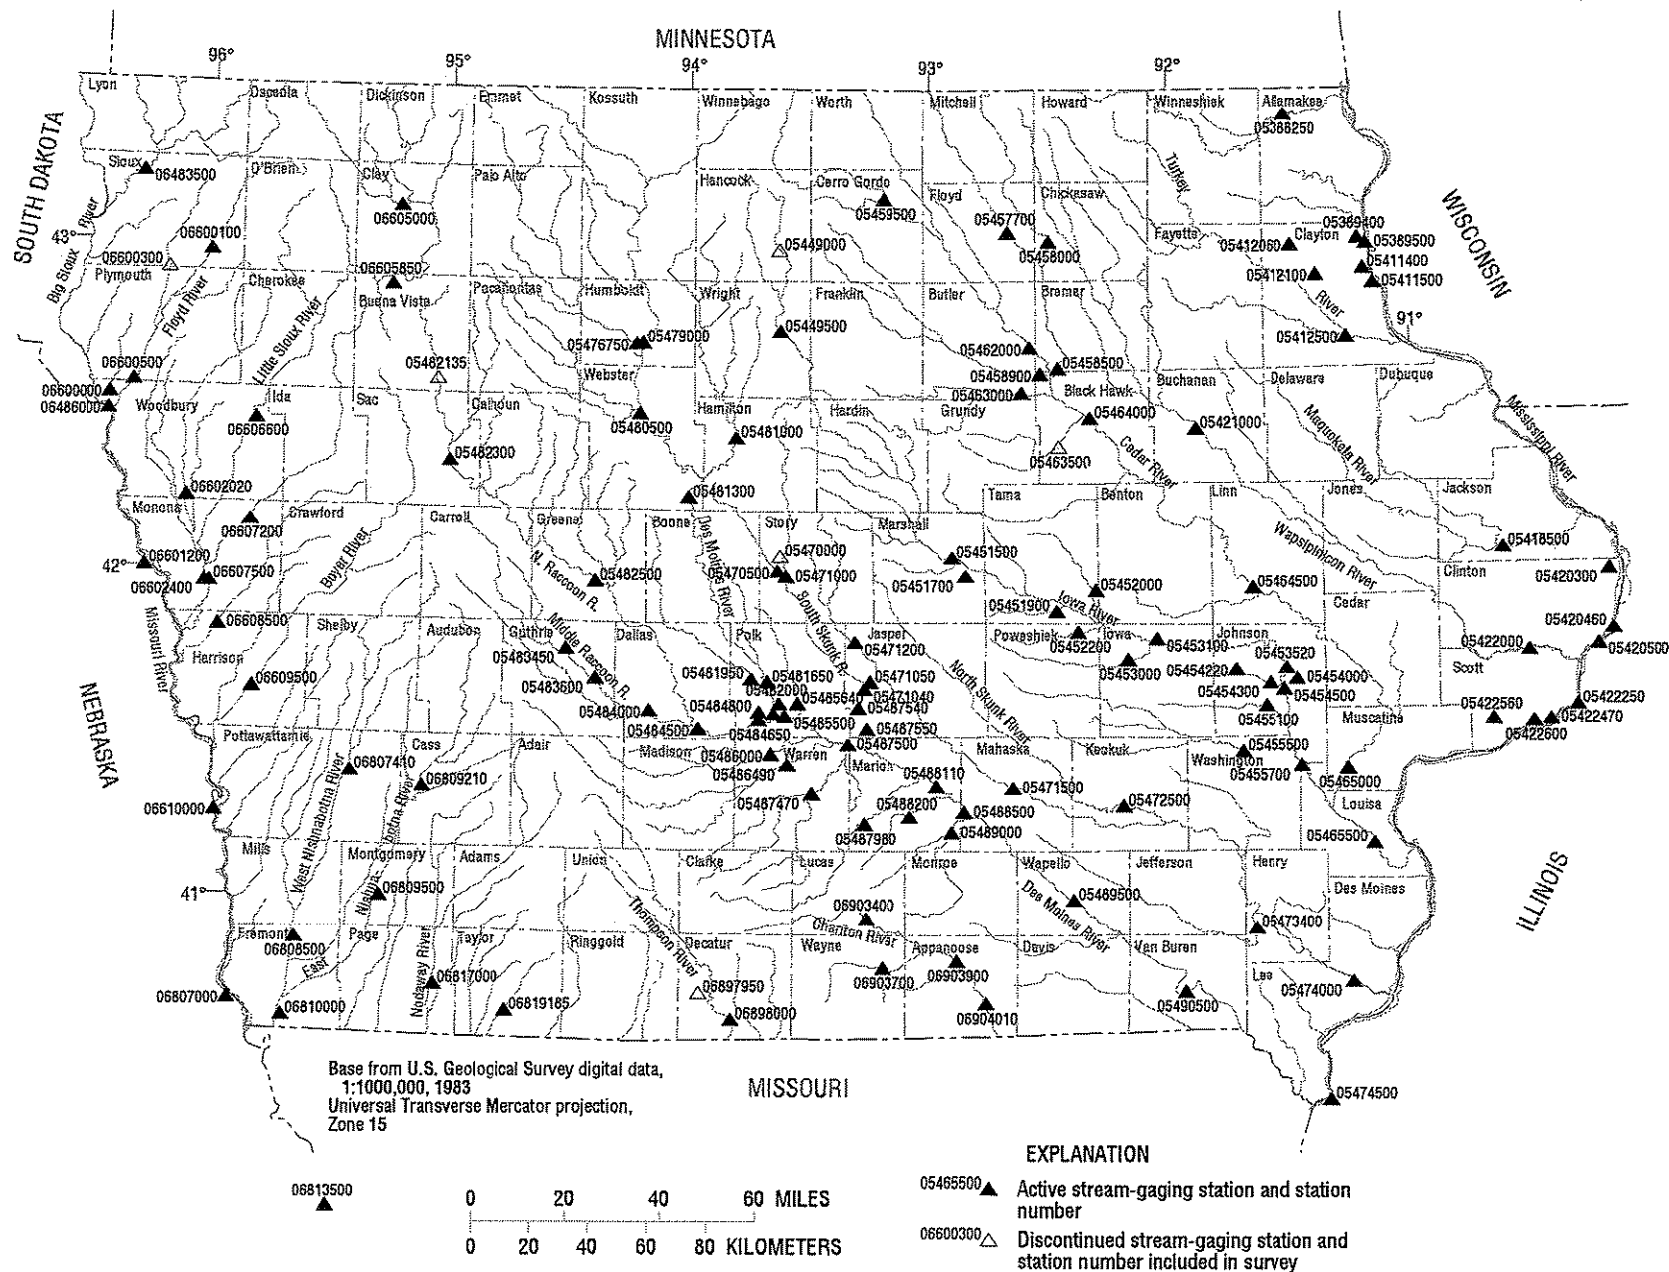 MINNESOTA
96°
95°
94°
93°
92°
Lyon
Osceola
Dickinson
Emmet
Kossuth
Winnebago
Worth
Mitchell
Howard
Winneshiek
Allamakee
05388250
SOUTH DAKOTA
Sioux
06483500
O'Brien
Clay
Palo Alto
Hancock
Cerro Gordo
Floyd
Chickasaw
Turkey
River
06605000
05459500
05457700
05458000
Fayette
Clayton
05389400
05389500
05411400
05411500
05412060
05412100
05412500
WISCONSIN
91°
43°
Big Sioux River
06600100
06600300
Plymouth
Floyd River
Cherokee
Little Sioux River
06605850
Buena Vista
Pocahontas
Humboldt
Wright
Franklin
Butler
Bremer
05449000
05449500
05476750
05479000
05482135
05462000
05458500
05458900
05463000
Black Hawk
Buchanan
Delaware
Dubuque
Mississippi River
06600500
06600000
06486000
Woodbury
Ida
Sac
Calhoun
Webster
Hamilton
Hardin
Grundy
06606600
05480500
05481000
05464000
05421000
05463500
Cedar River
Maquoketa River
05482300
05481300
06602020
Monona
06607200
Crawford
Carroll
Greene
Boone
Story
Marshall
Tama
Benton
Linn
Jones
Jackson
42°
06601200
06607500
06602400
Boyer River
N. Raccoon R.
05482500
Des Moines River
05470000
05470500
05471000
South Skunk R.
05451500
05451700
05452000
05451900
Iowa River
05464500
Wapsipinicon River
05418500
Clinton
05420300
Cedar
Missouri River
06608500
Harrison
06609500
Shelby
Audubon
Guthrie
05483450
Middle Raccoon R.
05483600
Dallas
Polk
Jasper
05471200
Poweshiek
05452200
Iowa
05453100
05453000
Johnson
05453520
05454220
05454000
05454300
05454500
05455100
05420460
05420500
05422000
Scott
NEBRASKA
05484000
05484500
05481950
05481650
05482000
05485640
05484800
05484650
05485500
05471050
05471040
05487540
05487550
05487500
North Skunk River
Muscatine
05422560
05422250
05422470
05422600
Pottawattamie
06807410
Cass
06809210
Adair
Madison
05486000
Warren
05486490
Marion
Mahaska
Keokuk
Washington
05455500
05455700
05465000
Louisa
06610000
West Nishnabotna River
05487470
05488110
05488200
05487980
05488500
05489000
05471500
05472500
05465500
Mills
Montgomery
Adams
Union
Clarke
Lucas
Monroe
Wapello
Jefferson
Henry
Des Moines
41°
06809500
East
Thompson River
06903400
Chariton River
Des Moines River
05489500
05473400
ILLINOIS
Fremont
06808500
Page
Nodaway River
Taylor
Ringgold
Decatur
Wayne
Appanoose
Davis
Van Buren
Lee
06807000
06810000
06817000
06819185
06897950
06898000
06903700
06903900
06904010
05490500
05474000
05474500
Base from U.S. Geological Survey digital data,
1:1000,000, 1983
Universal Transverse Mercator projection,
Zone 15
MISSOURI
06813500
0 20 40 60 MILES
0 20 40 60 80 KILOMETERS
EXPLANATION
05465500 Active stream-gaging station and station
number
06600300 Discontinued stream-gaging station and
station number included in survey